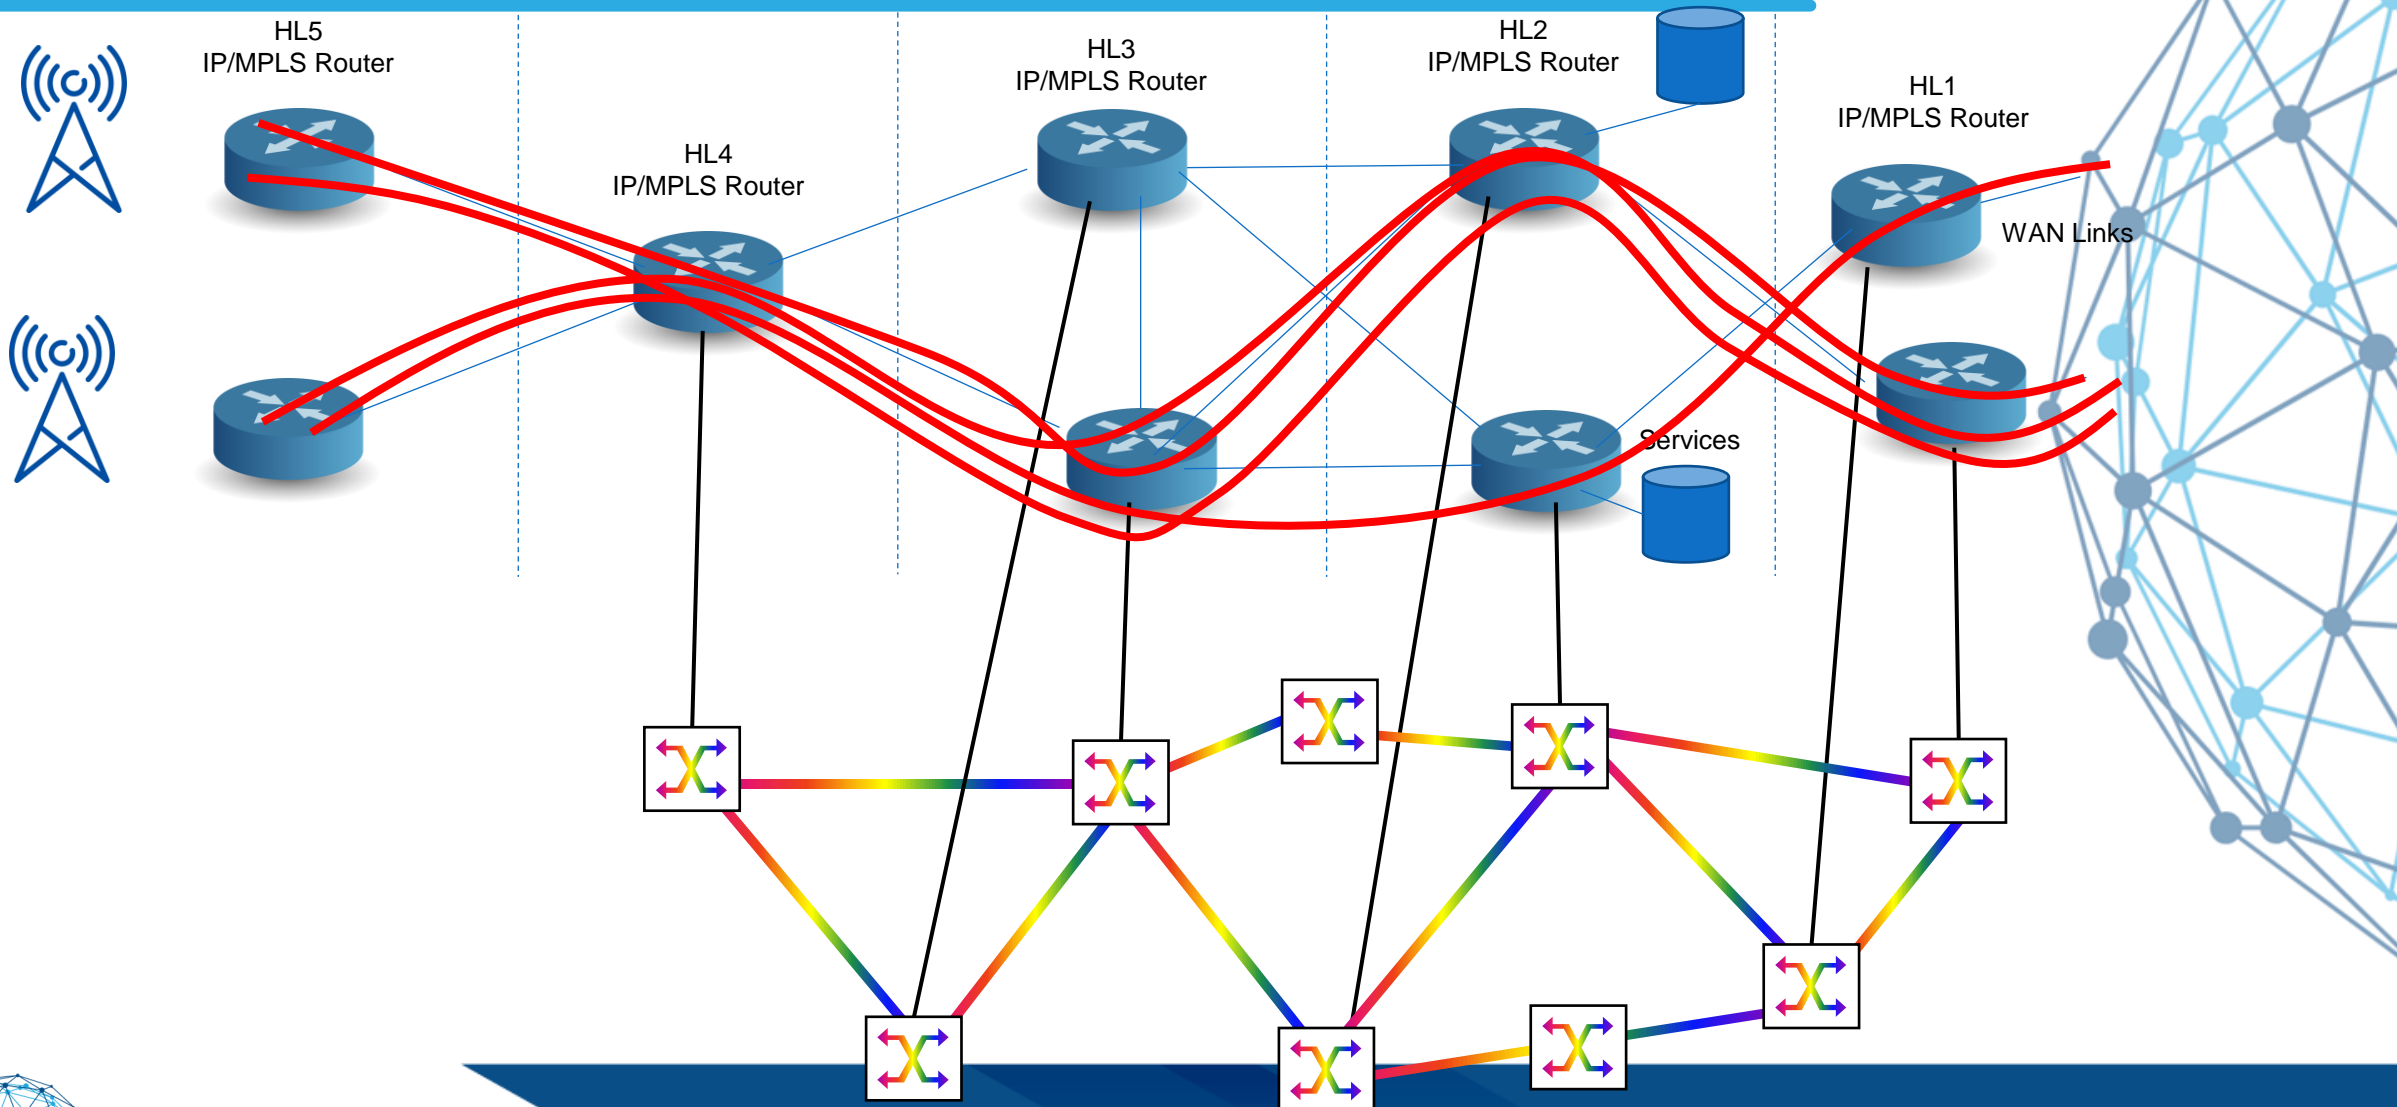 HL5
IP/MPLS Router
HL4
IP/MPLS Router
HL3
IP/MPLS Router
HL2
IP/MPLS Router
HL1
IP/MPLS Router
WAN Links
Services